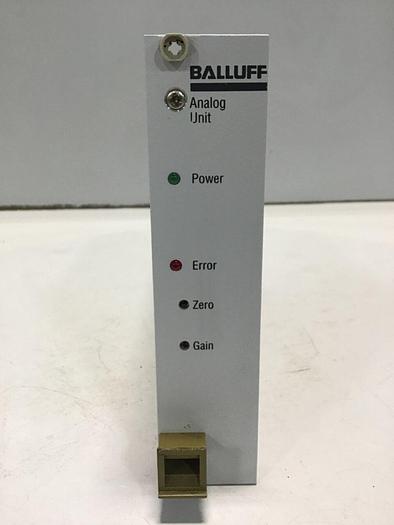 BALLUFF
Analog
Unit
Power
Error
Zero
Gain